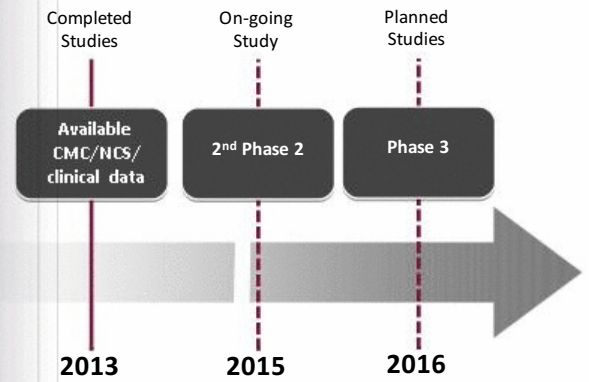 Completed
Studies
On-going
Study
Planned
Studies
Available
CMC/NCS/
clinical data
2nd Phase 2
Phase 3
2013
2015
2016